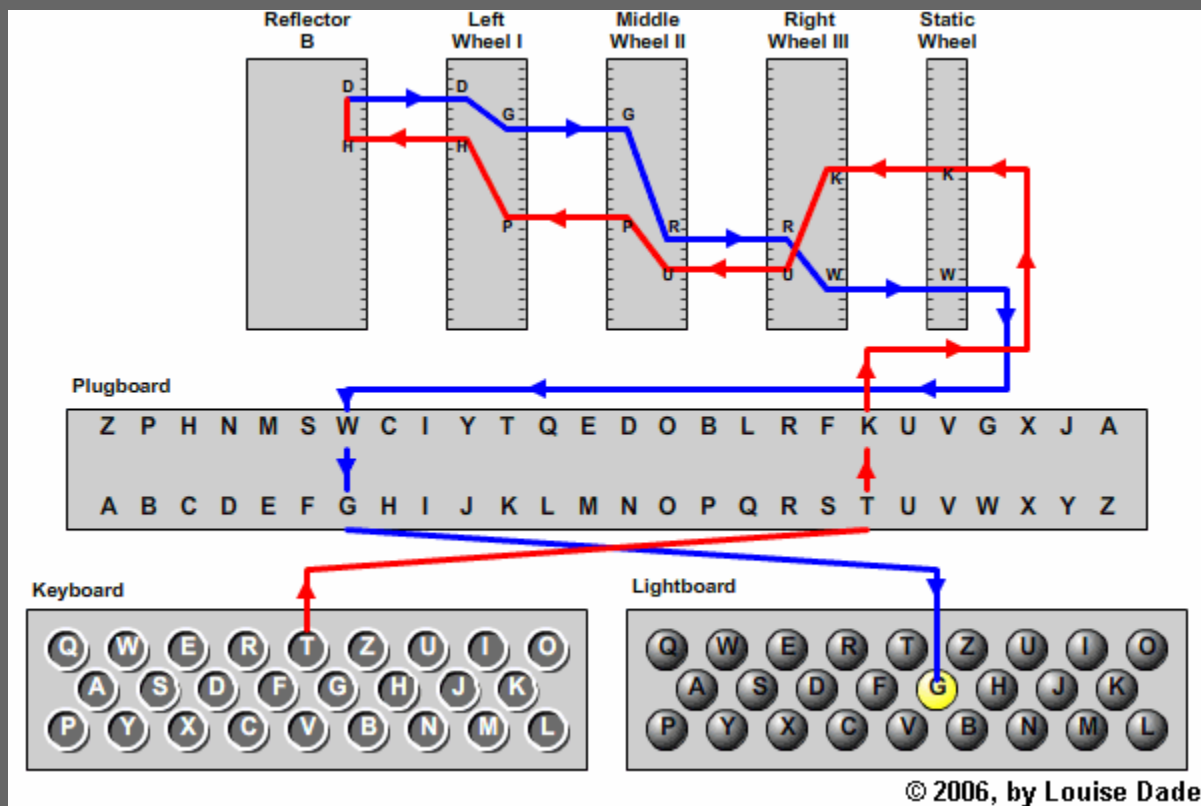 Reflector B
Left Wheel I
Middle Wheel II
Right Wheel III
Static Wheel
D D G G
K K
H H P P R R
U U W W
Plugboard
Z P H N M S W C I Y T Q E D O B L R F K U V G X J A
A B C D E F G H I J K L M N O P Q R S T U V W X Y Z
Keyboard
Q W E R T Z U I O
A S D F G H J K
P Y X C V B N M L
Lightboard
Q W E R T Z U I O
A S D F G H J K
P Y X C V B N M L
© 2006, by Louise Dade